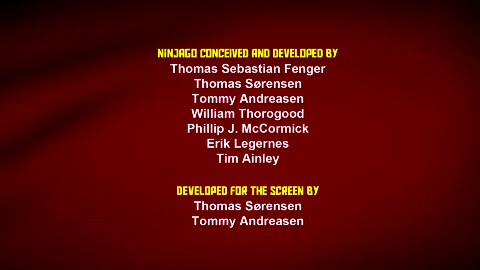 NINJAGO CONCEIVED AND DEVELOPED BY
Thomas Sebastian Fenger
Thomas Sørensen
Tommy Andreasen
William Thorogood
Phillip J. McCormick
Erik Legernes
Tim Ainley
DEVELOPED FOR THE SCREEN BY
Thomas Sørensen
Tommy Andreasen